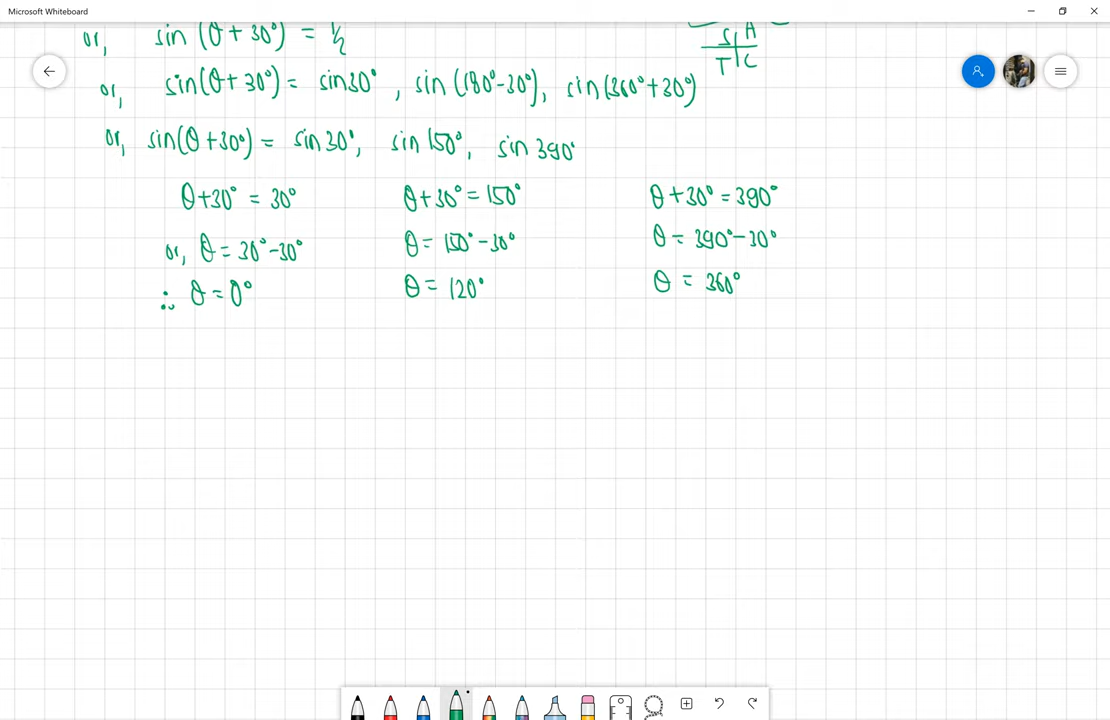 Microsoft Whiteboard
or, sin (θ + 30°) = 1/2
S A
T C
or, sin(θ + 30°) = sin30°, sin (180°-30°), sin (360°+30°)
or, sin(θ +30°) = sin 30°, sin 150°, sin 390°
θ+30° = 30° θ+30° = 150° θ + 30° = 390°
or, θ = 30°-30° θ = 150° - 30° θ = 390° - 30°
∴ θ = 0° θ = 120° θ = 360°